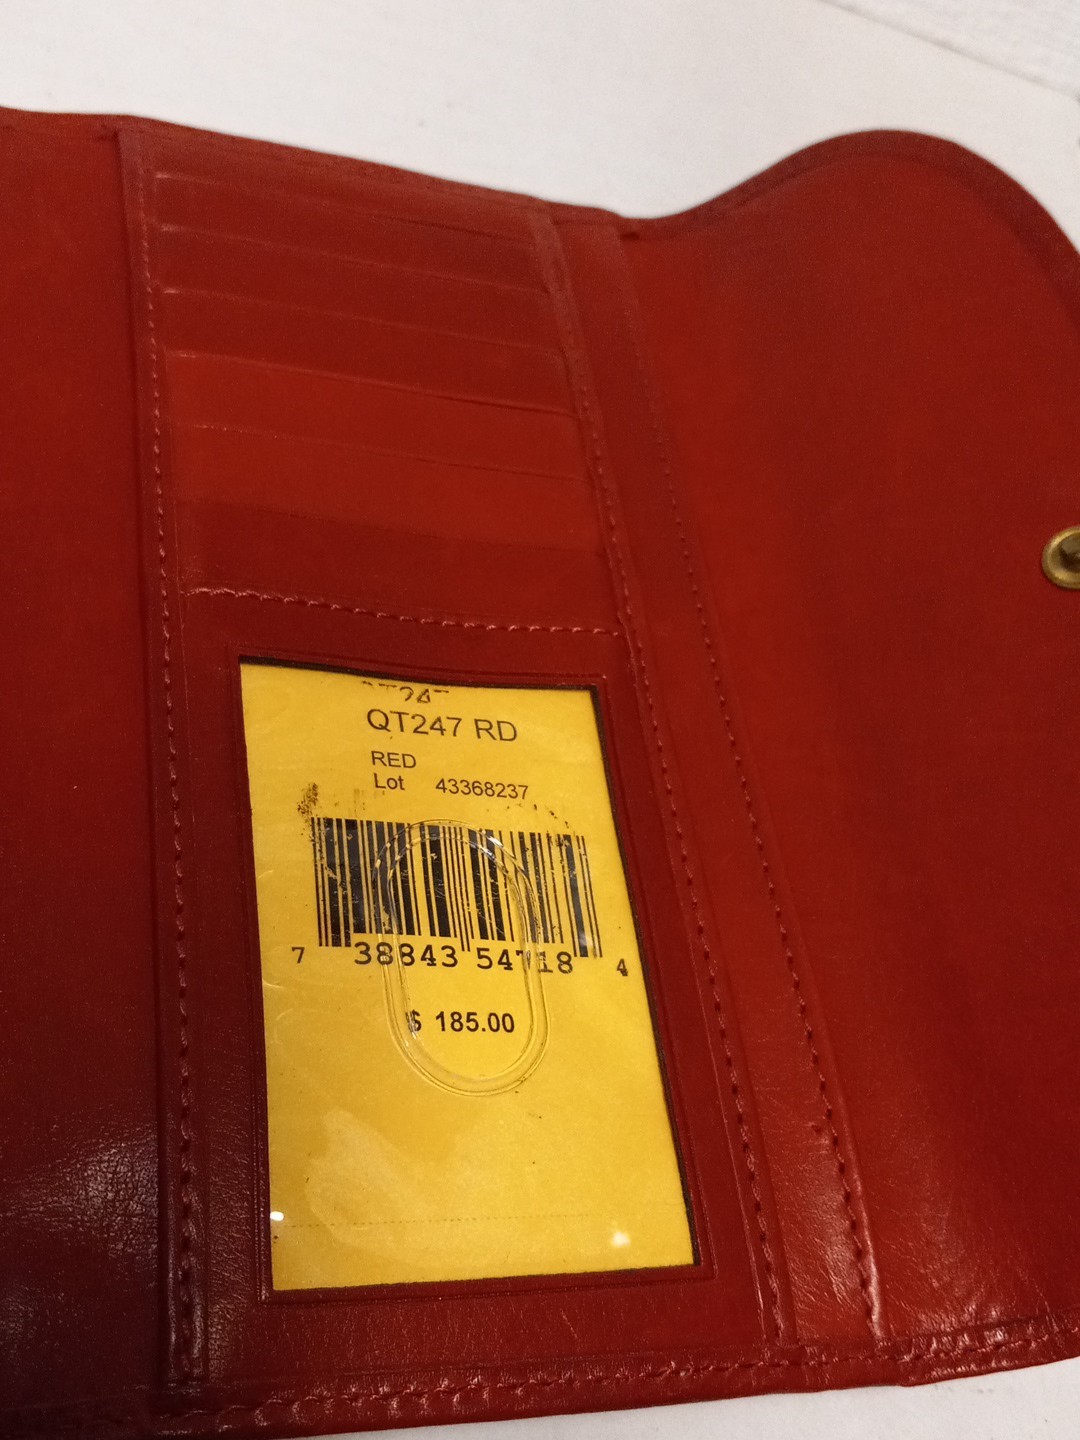 QT247 RD
RED
Lot 43368237
7 38843 54718 4
$ 185.00